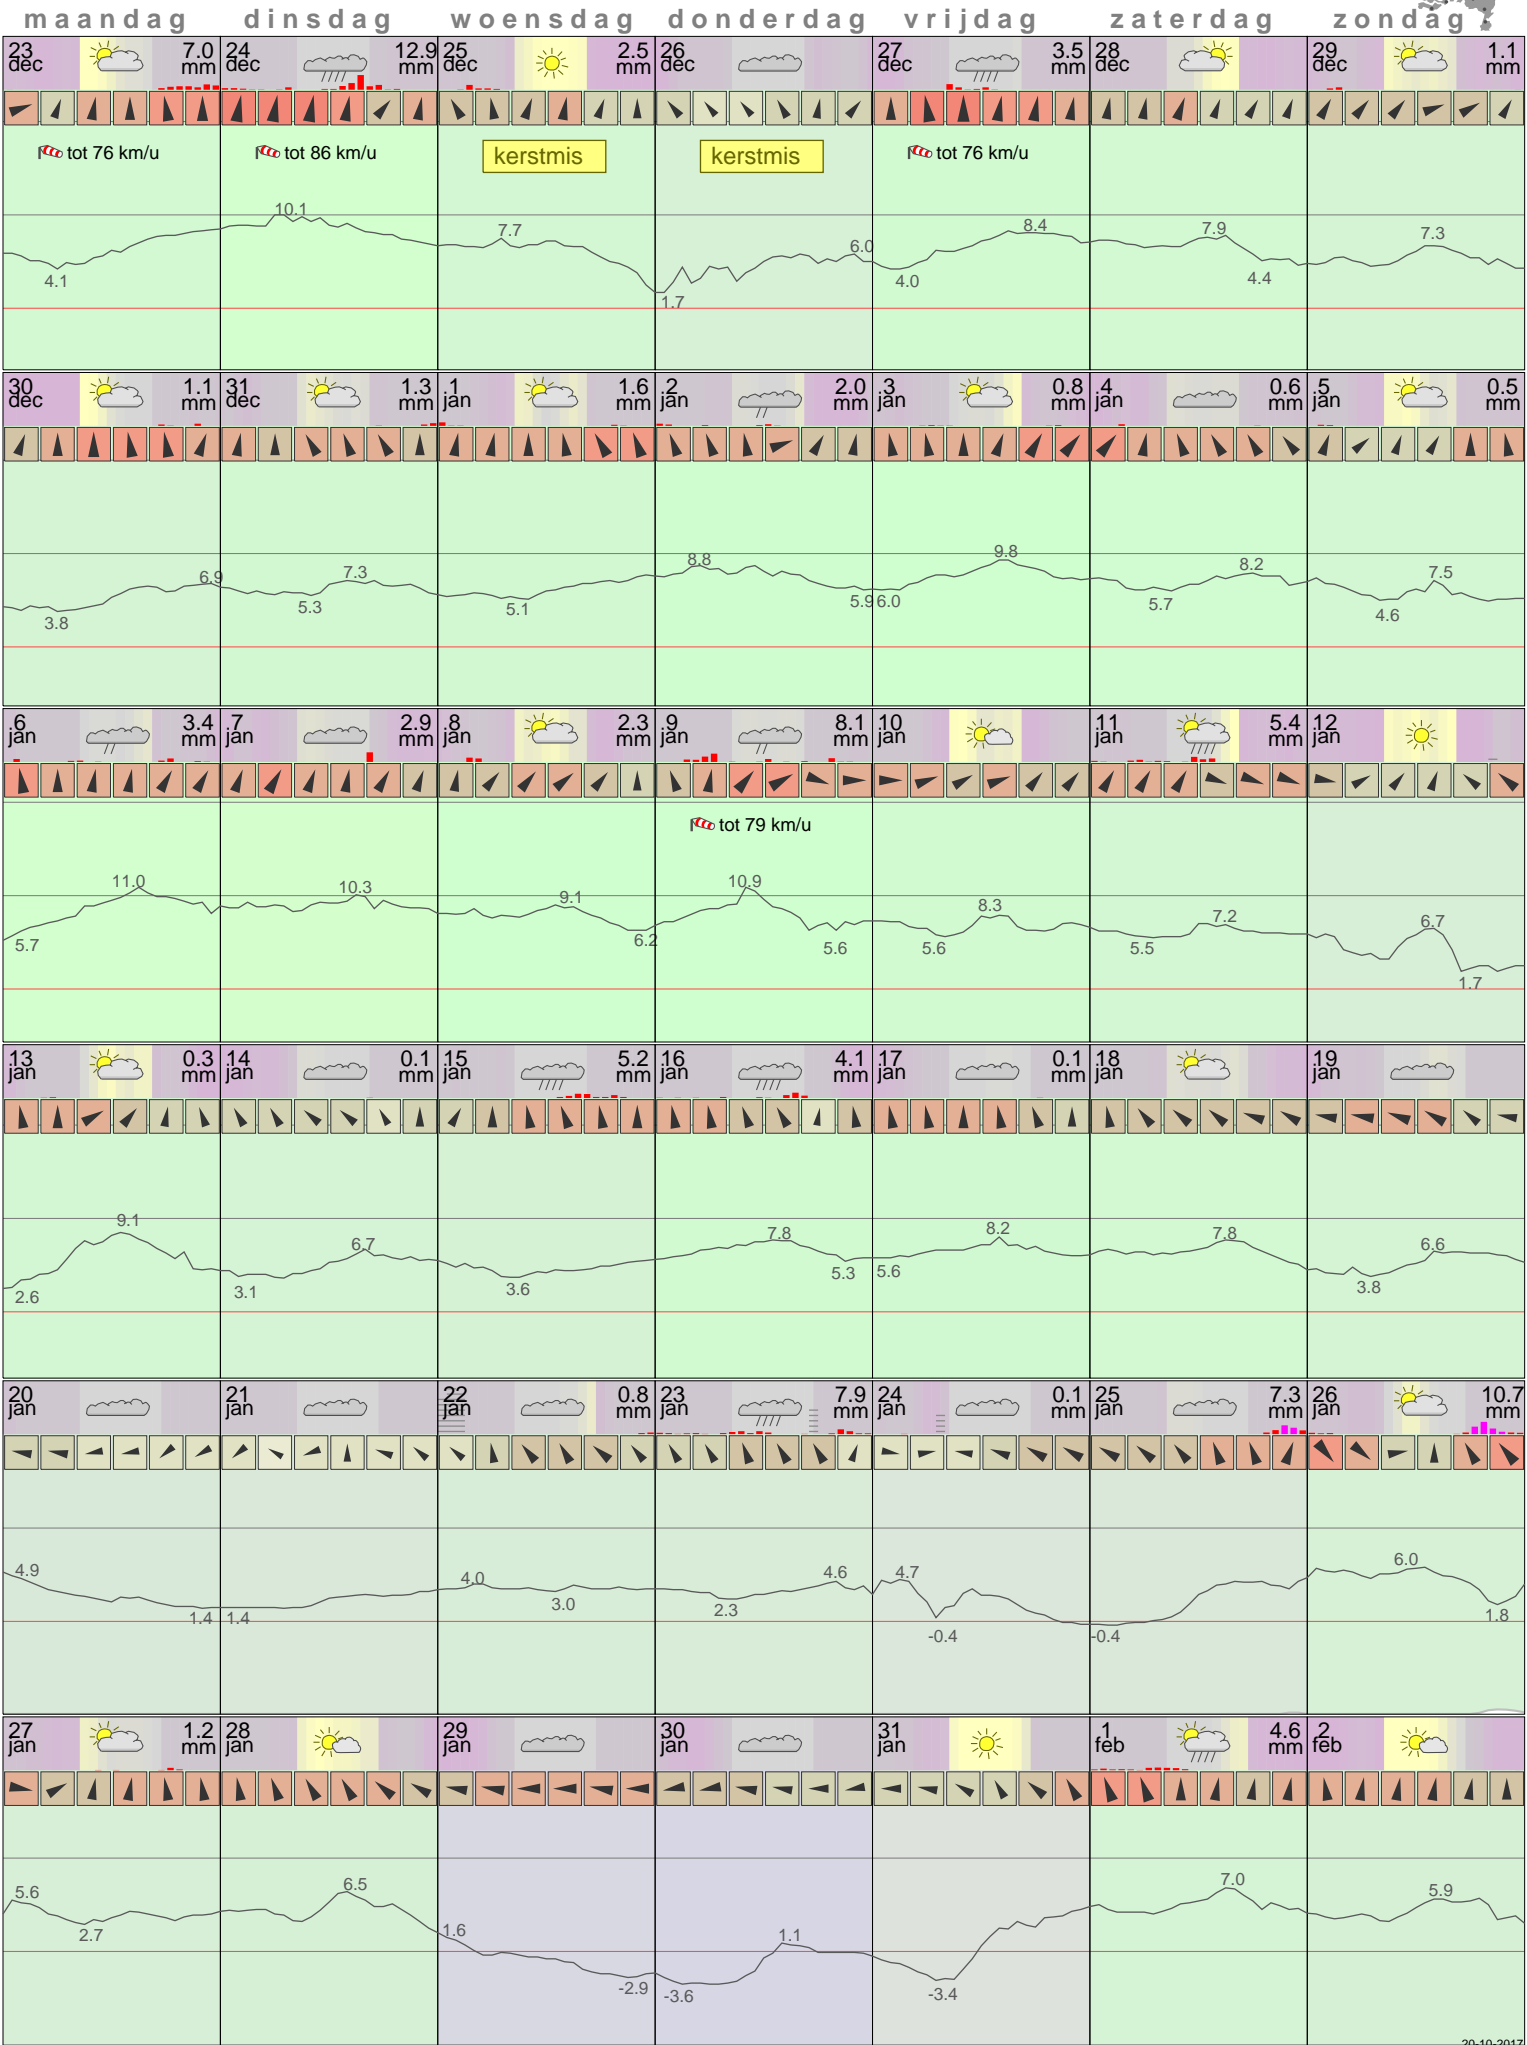 maandag dinsdag woensdag donderdag vrijdag zaterdag zondag
23 dec 7.0 mm 24 dec 12.9 mm 25 dec 2.5 mm 26 dec 27 dec 3.5 mm 28 dec 29 dec 1.1 mm
tot 76 km/u tot 86 km/u kerstmis kerstmis tot 76 km/u
4.1 10.1 7.7 1.7 6.0 4.0 8.4 7.9 4.4 7.3
30 dec 1.1 mm 31 dec 1.3 mm 1 jan 1.6 mm 2 jan 2.0 mm 3 jan 0.8 mm 4 jan 0.6 mm 5 jan 0.5 mm
3.8 6.9 5.3 7.3 5.1 8.8 5.9 6.0 9.8 5.7 8.2 4.6 7.5
6 jan 3.4 mm 7 jan 2.9 mm 8 jan 2.3 mm 9 jan 8.1 mm 10 jan 11 jan 5.4 mm 12 jan
tot 79 km/u
5.7 11.0 10.3 9.1 6.2 10.9 5.6 5.6 8.3 5.5 7.2 6.7 1.7
13 jan 0.3 mm 14 jan 0.1 mm 15 jan 5.2 mm 16 jan 4.1 mm 17 jan 0.1 mm 18 jan 19 jan
2.6 9.1 3.1 6.7 3.6 7.8 5.3 5.6 8.2 7.8 3.8 6.6
20 jan 21 jan 22 jan 0.8 mm 23 jan 7.9 mm 24 jan 0.1 mm 25 jan 7.3 mm 26 jan 10.7 mm
4.9 1.4 1.4 4.0 3.0 2.3 4.6 4.7 -0.4 -0.4 6.0 1.8
27 jan 1.2 mm 28 jan 29 jan 30 jan 31 jan 1 feb 4.6 mm 2 feb
5.6 2.7 6.5 1.6 -2.9 -3.6 1.1 -3.4 7.0 5.9
20-10-2017